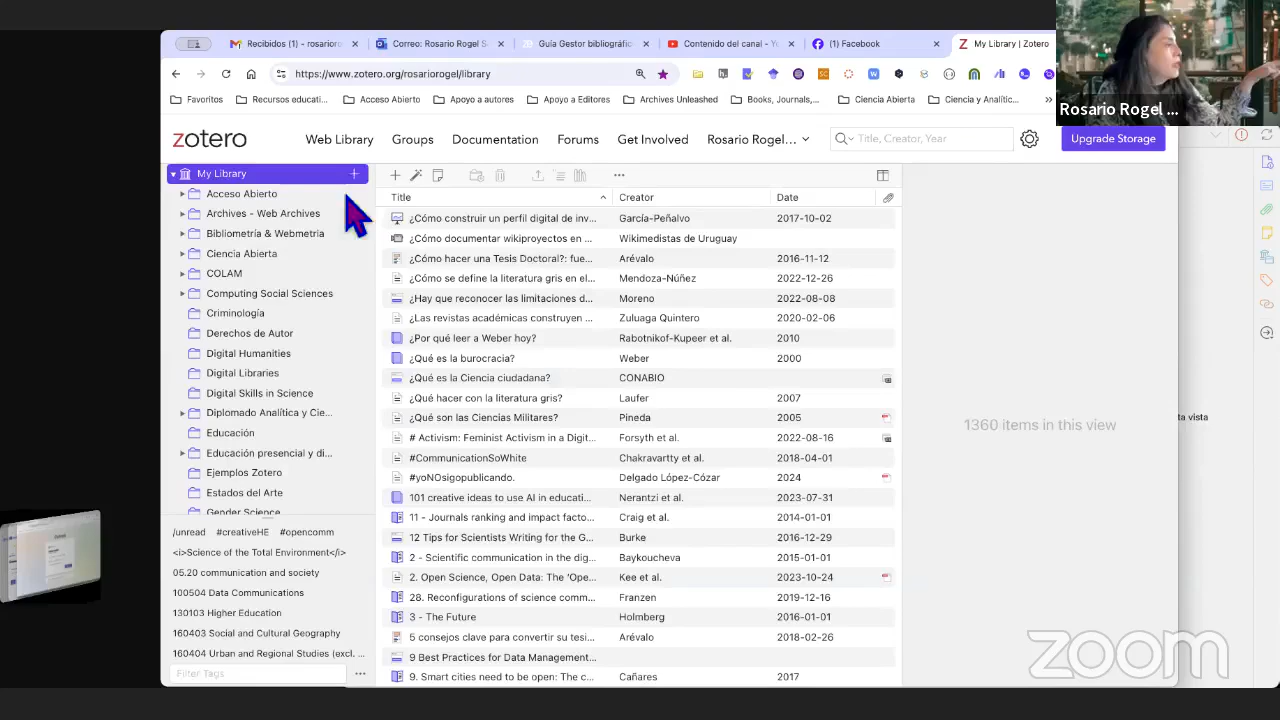 Recibidos (1) - rosarioro
Correo: Rosario Rogel S
Guía Gestor bibliográfic
Contenido del canal - Yo
Facebook
My Library | Zotero
https://www.zotero.org/rosariorogel/library
Favoritos
Recursos educati...
Acceso Abierto
Apoyo a autores
Apoyo a Editores
Archives Unleashed
Books, Journals,...
Ciencia Abierta
Ciencia y Analític...
»
Rosario Rogel ...
zotero
Web Library
Groups
Documentation
Forums
Get Involved
Rosario Rogel...
Title, Creator, Year
Upgrade Storage
My Library
Acceso Abierto
Archives - Web Archives
Bibliometría & Webmetria
Ciencia Abierta
COLAM
Computing Social Sciences
Criminología
Derechos de Autor
Digital Humanities
Digital Libraries
Digital Skills in Science
Diplomado Analítica y Cie...
Educación
Educación presencial y di...
Ejemplos Zotero
Estados del Arte
Gender Science
/unread #creativeHE #opencomm
<i>Science of the Total Environment</i>
05.20 communication and society
100504 Data Communications
130103 Higher Education
160403 Social and Cultural Geography
160404 Urban and Regional Studies (excl. ...
Filter Tags
Title Creator Date
¿Cómo construir un perfil digital de inv... García-Peñalvo 2017-10-02
¿Cómo documentar wikiproyectos en ... Wikimedistas de Uruguay
¿Cómo hacer una Tesis Doctoral?: fue... Arévalo 2016-11-12
¿Cómo se define la literatura gris en el... Mendoza-Núñez 2022-12-26
¿Hay que reconocer las limitaciones d... Moreno 2022-08-08
¿Las revistas académicas construyen ... Zuluaga Quintero 2020-02-06
¿Por qué leer a Weber hoy? Rabotnikof-Kupeer et al. 2010
¿Qué es la burocracia? Weber 2000
¿Qué es la Ciencia ciudadana? CONABIO
¿Qué hacer con la literatura gris? Laufer 2007
¿Qué son las Ciencias Militares? Pineda 2005
# Activism: Feminist Activism in a Digit... Forsyth et al. 2022-08-16
#CommunicationSoWhite Chakravartty et al. 2018-04-01
#yoNOsigopublicando. Delgado López-Cózar 2024
101 creative ideas to use AI in educati... Nerantzi et al. 2023-07-31
11 - Journals ranking and impact facto... Craig et al. 2014-01-01
12 Tips for Scientists Writing for the G... Burke 2016-12-29
2 - Scientific communication in the dig... Baykoucheva 2015-01-01
2. Open Science, Open Data: The ‘Ope... Kee et al. 2023-10-24
28. Reconfigurations of science comm... Franzen 2019-12-16
3 - The Future Holmberg 2016-01-01
5 consejos clave para convertir su tesi... Arévalo 2018-02-26
9 Best Practices for Data Management...
9. Smart cities need to be open: The c... Cañares 2017
1360 items in this view
ta vista
zoom